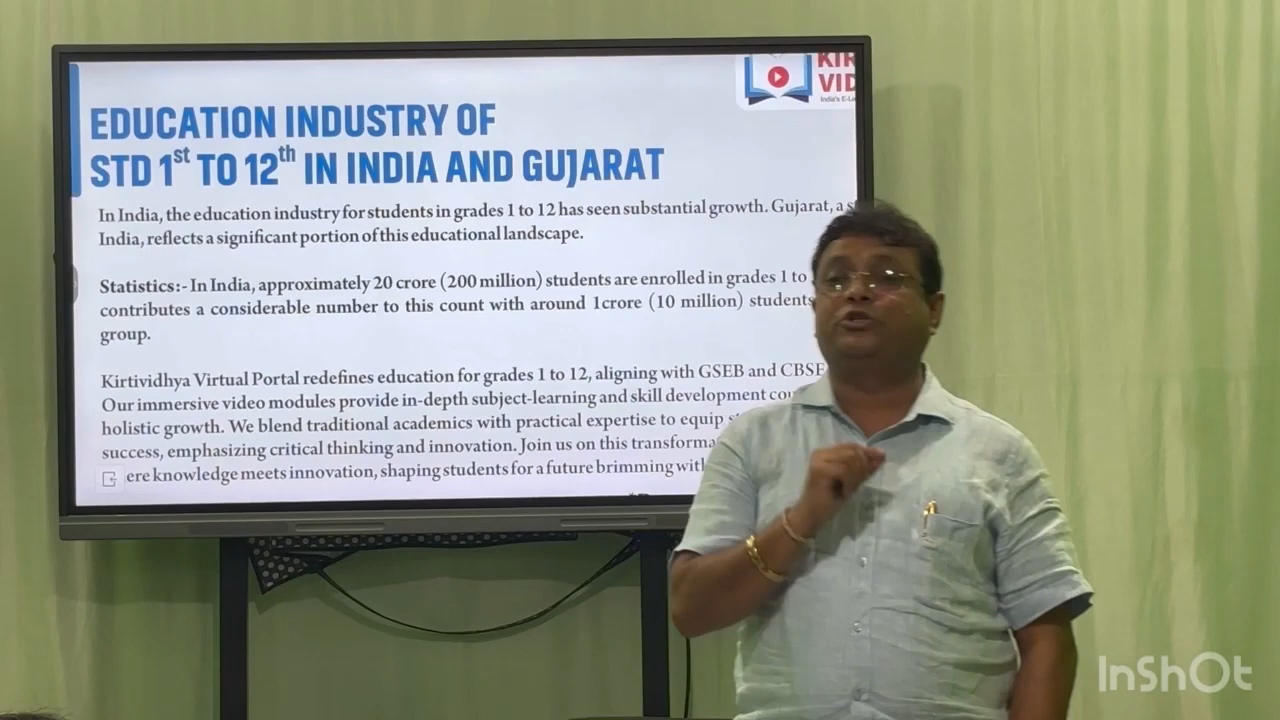 KIR
VID
India's E-Le
EDUCATION INDUSTRY OF
STD 1st TO 12th IN INDIA AND GUJARAT
In India, the education industry for students in grades 1 to 12 has seen substantial growth. Gujarat, a
India, reflects a significant portion of this educational landscape.
Statistics:- In India, approximately 20 crore (200 million) students are enrolled in grades 1 to
contributes a considerable number to this count with around 1crore (10 million) students
group.
Kirtividhya Virtual Portal redefines education for grades 1 to 12, aligning with GSEB and CBSE
Our immersive video modules provide in-depth subject-learning and skill development
holistic growth. We blend traditional academics with practical expertise to equip
success, emphasizing critical thinking and innovation. Join us on this
ere knowledge meets innovation, shaping students for a future brimming with
InShOt